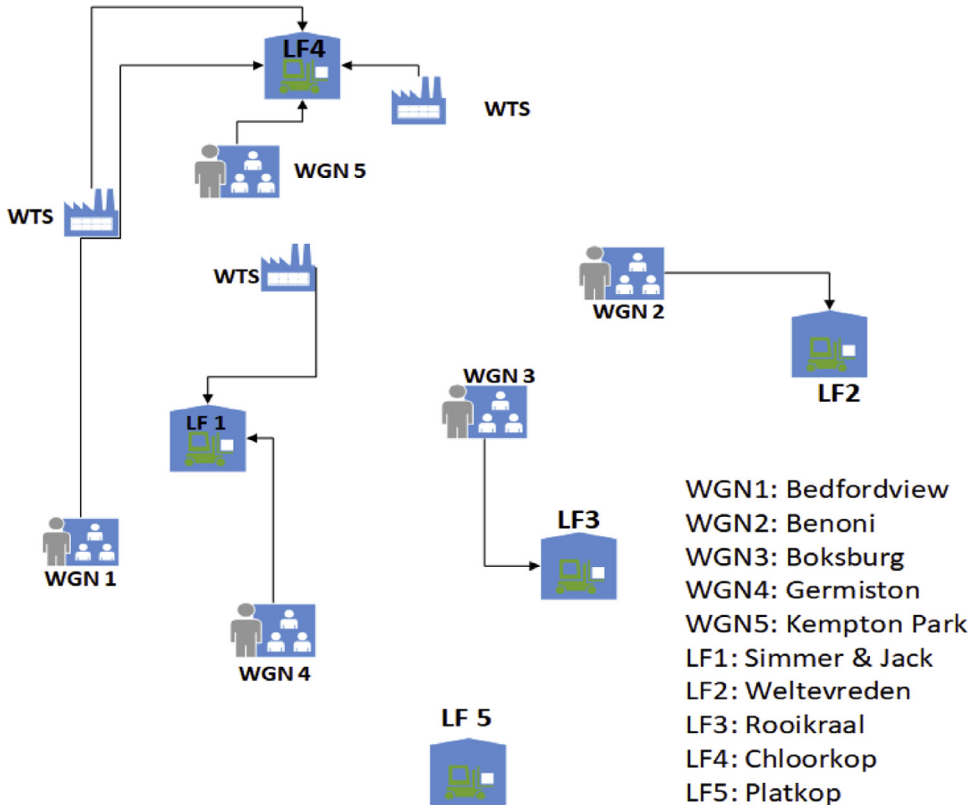 LF4
WTS
WGN 5
WTS
WTS
WGN 2
LF2
WGN 3
LF 1
LF3
WGN 1
WGN 4
LF 5
WGN1: Bedfordview
WGN2: Benoni
WGN3: Boksburg
WGN4: Germiston
WGN5: Kempton Park
LF1: Simmer & Jack
LF2: Weltevreden
LF3: Rooikraal
LF4: Chloorkop
LF5: Platkop